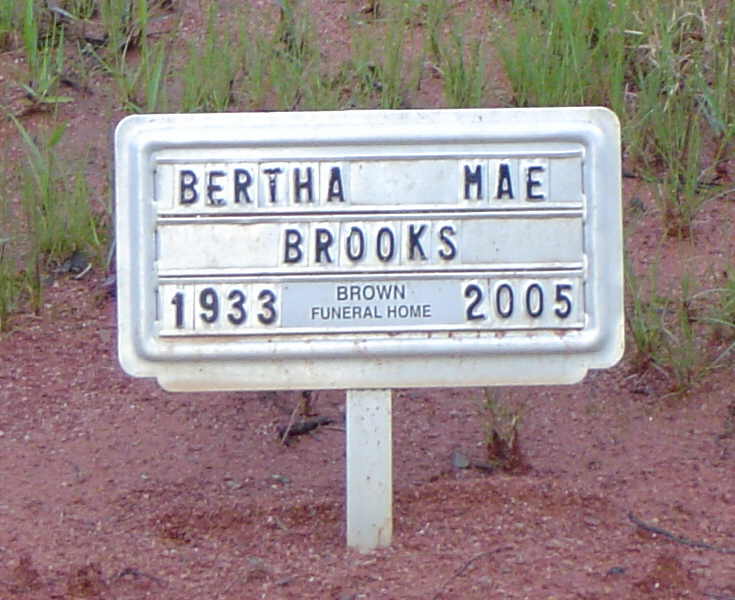 BERTHA MAE
BROOKS
1933 BROWN FUNERAL HOME 2005